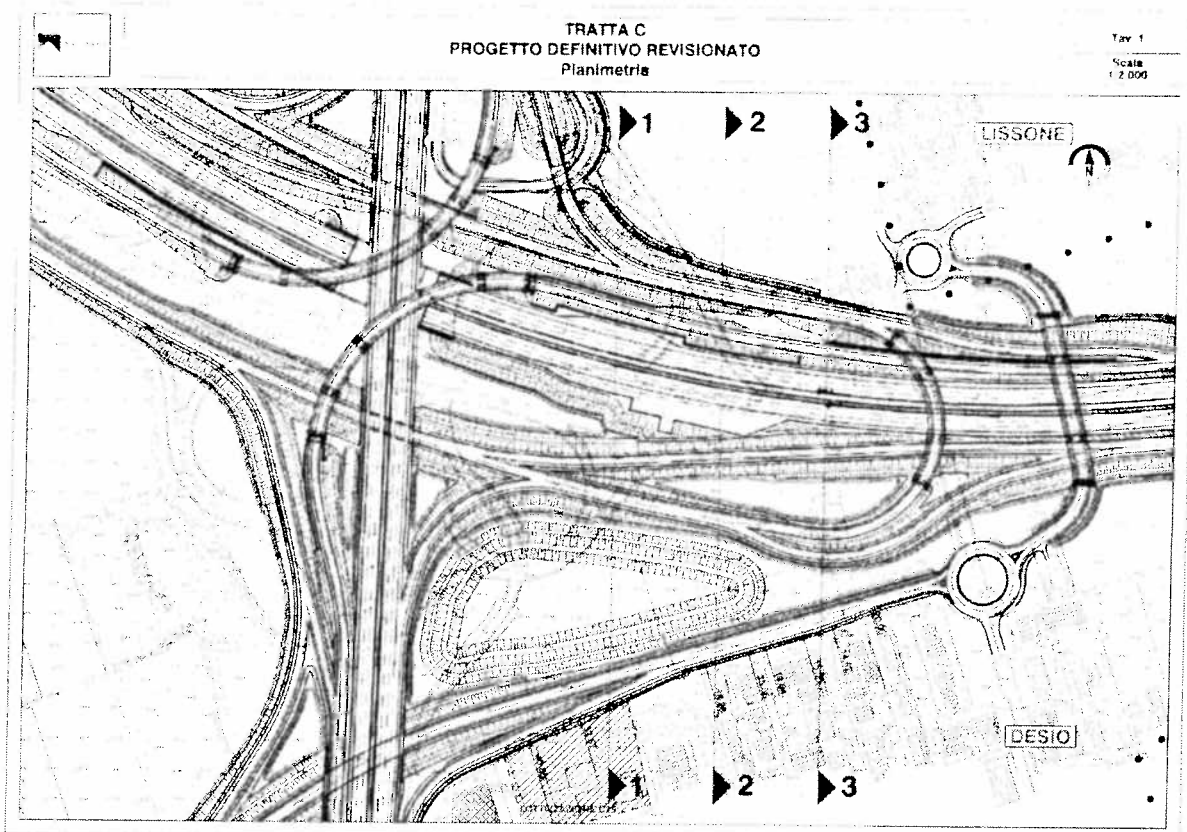 TRATTA C
PROGETTO DEFINITIVO REVISIONATO
Planimetria
Tav. 1
Scala
1:2.000
1
2
3
LISSONE
N
DESIO
1
2
3